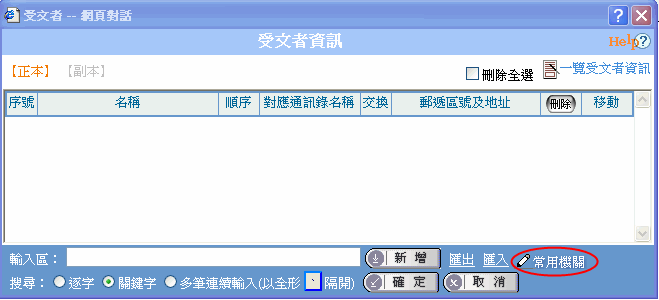 受文者 -- 網頁對話
受文者資訊 Help?
【正本】 【副本】 刪除全選 一覽受文者資訊
序號 名稱 順序 對應通訊錄名稱 交換 郵遞區號及地址 刪除 移動
輸入區： 新增 匯出 匯入 常用機關
搜尋： 逐字 關鍵字 多筆連續輸入(以全形 、 隔開) 確定 取消